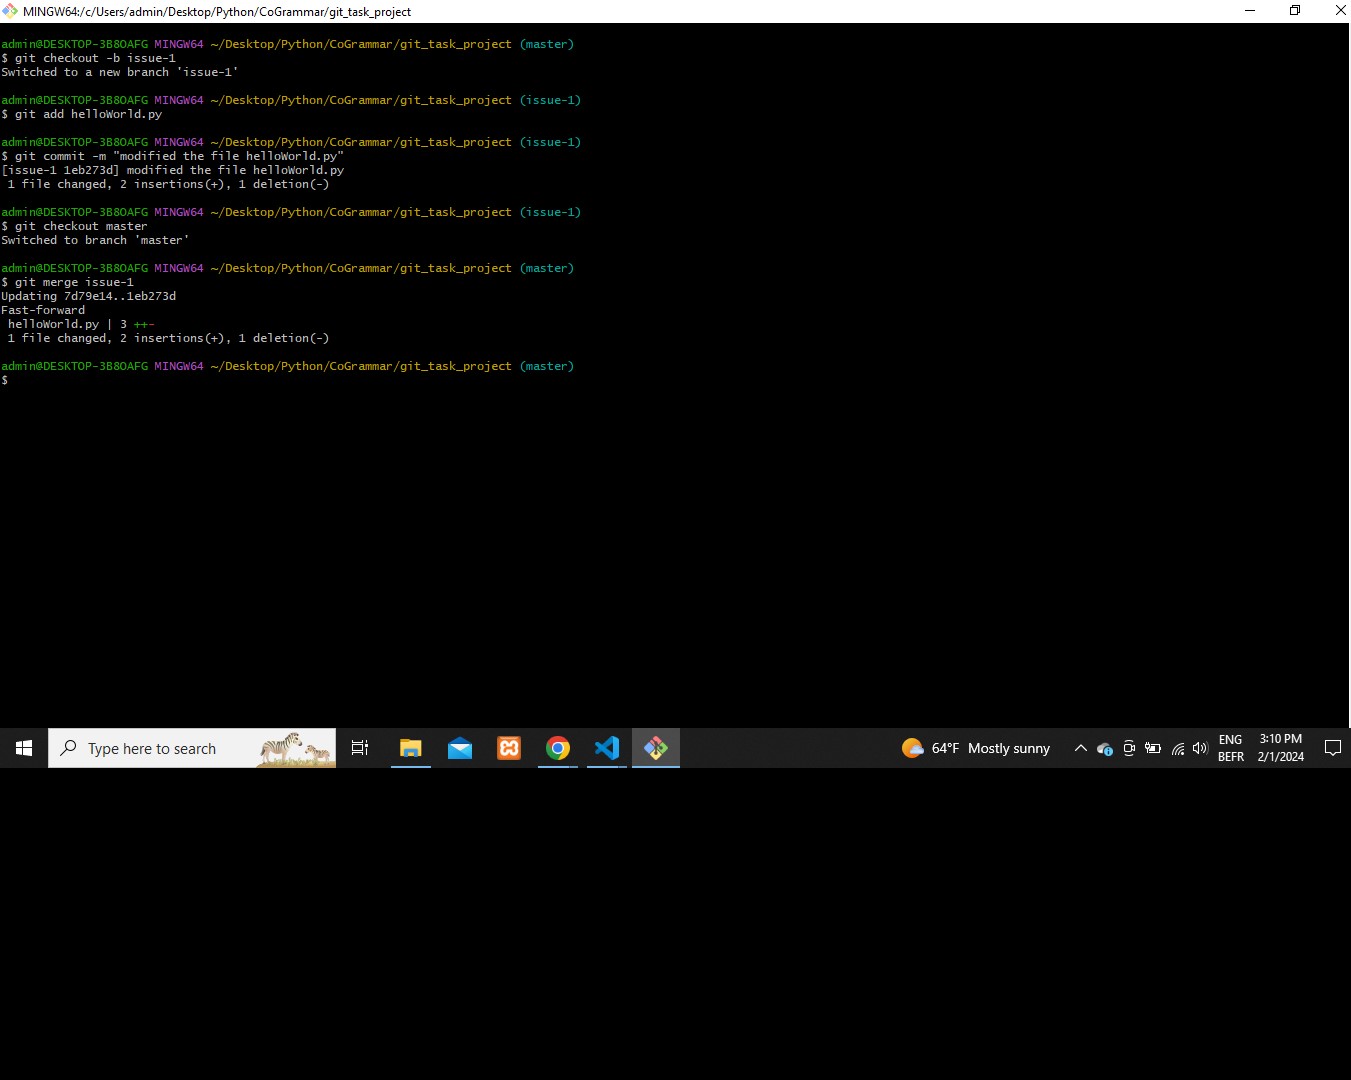 MINGW64:/c/Users/admin/Desktop/Python/CoGrammar/git_task_project
admin@DESKTOP-3B8OAFG MINGW64 ~/Desktop/Python/CoGrammar/git_task_project (master)
$ git checkout -b issue-1
Switched to a new branch 'issue-1'
admin@DESKTOP-3B8OAFG MINGW64 ~/Desktop/Python/CoGrammar/git_task_project (issue-1)
$ git add helloWorld.py
admin@DESKTOP-3B8OAFG MINGW64 ~/Desktop/Python/CoGrammar/git_task_project (issue-1)
$ git commit -m "modified the file helloWorld.py"
[issue-1 1eb273d] modified the file helloWorld.py
1 file changed, 2 insertions(+), 1 deletion(-)
admin@DESKTOP-3B8OAFG MINGW64 ~/Desktop/Python/CoGrammar/git_task_project (issue-1)
$ git checkout master
Switched to branch 'master'
admin@DESKTOP-3B8OAFG MINGW64 ~/Desktop/Python/CoGrammar/git_task_project (master)
$ git merge issue-1
Updating 7d79e14..1eb273d
Fast-forward
helloWorld.py | 3 ++-
1 file changed, 2 insertions(+), 1 deletion(-)
admin@DESKTOP-3B8OAFG MINGW64 ~/Desktop/Python/CoGrammar/git_task_project (master)
$
Type here to search
64°F Mostly sunny
ENG
BEFR
3:10 PM
2/1/2024